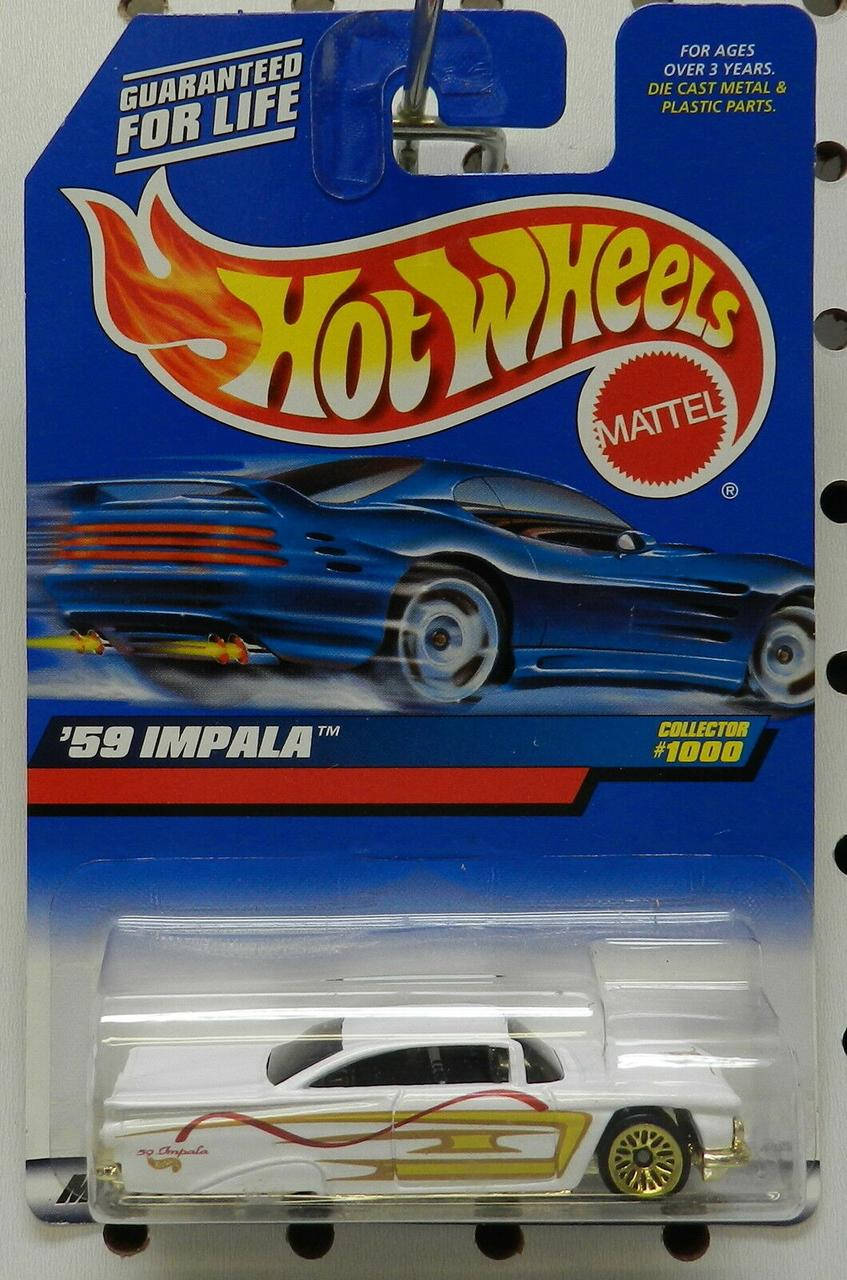 GUARANTEED
FOR LIFE
FOR AGES
OVER 3 YEARS.
DIE CAST METAL &
PLASTIC PARTS.
HOT WHEELS
MATTEL
®
'59 IMPALA™
COLLECTOR
#1000
59 Impala